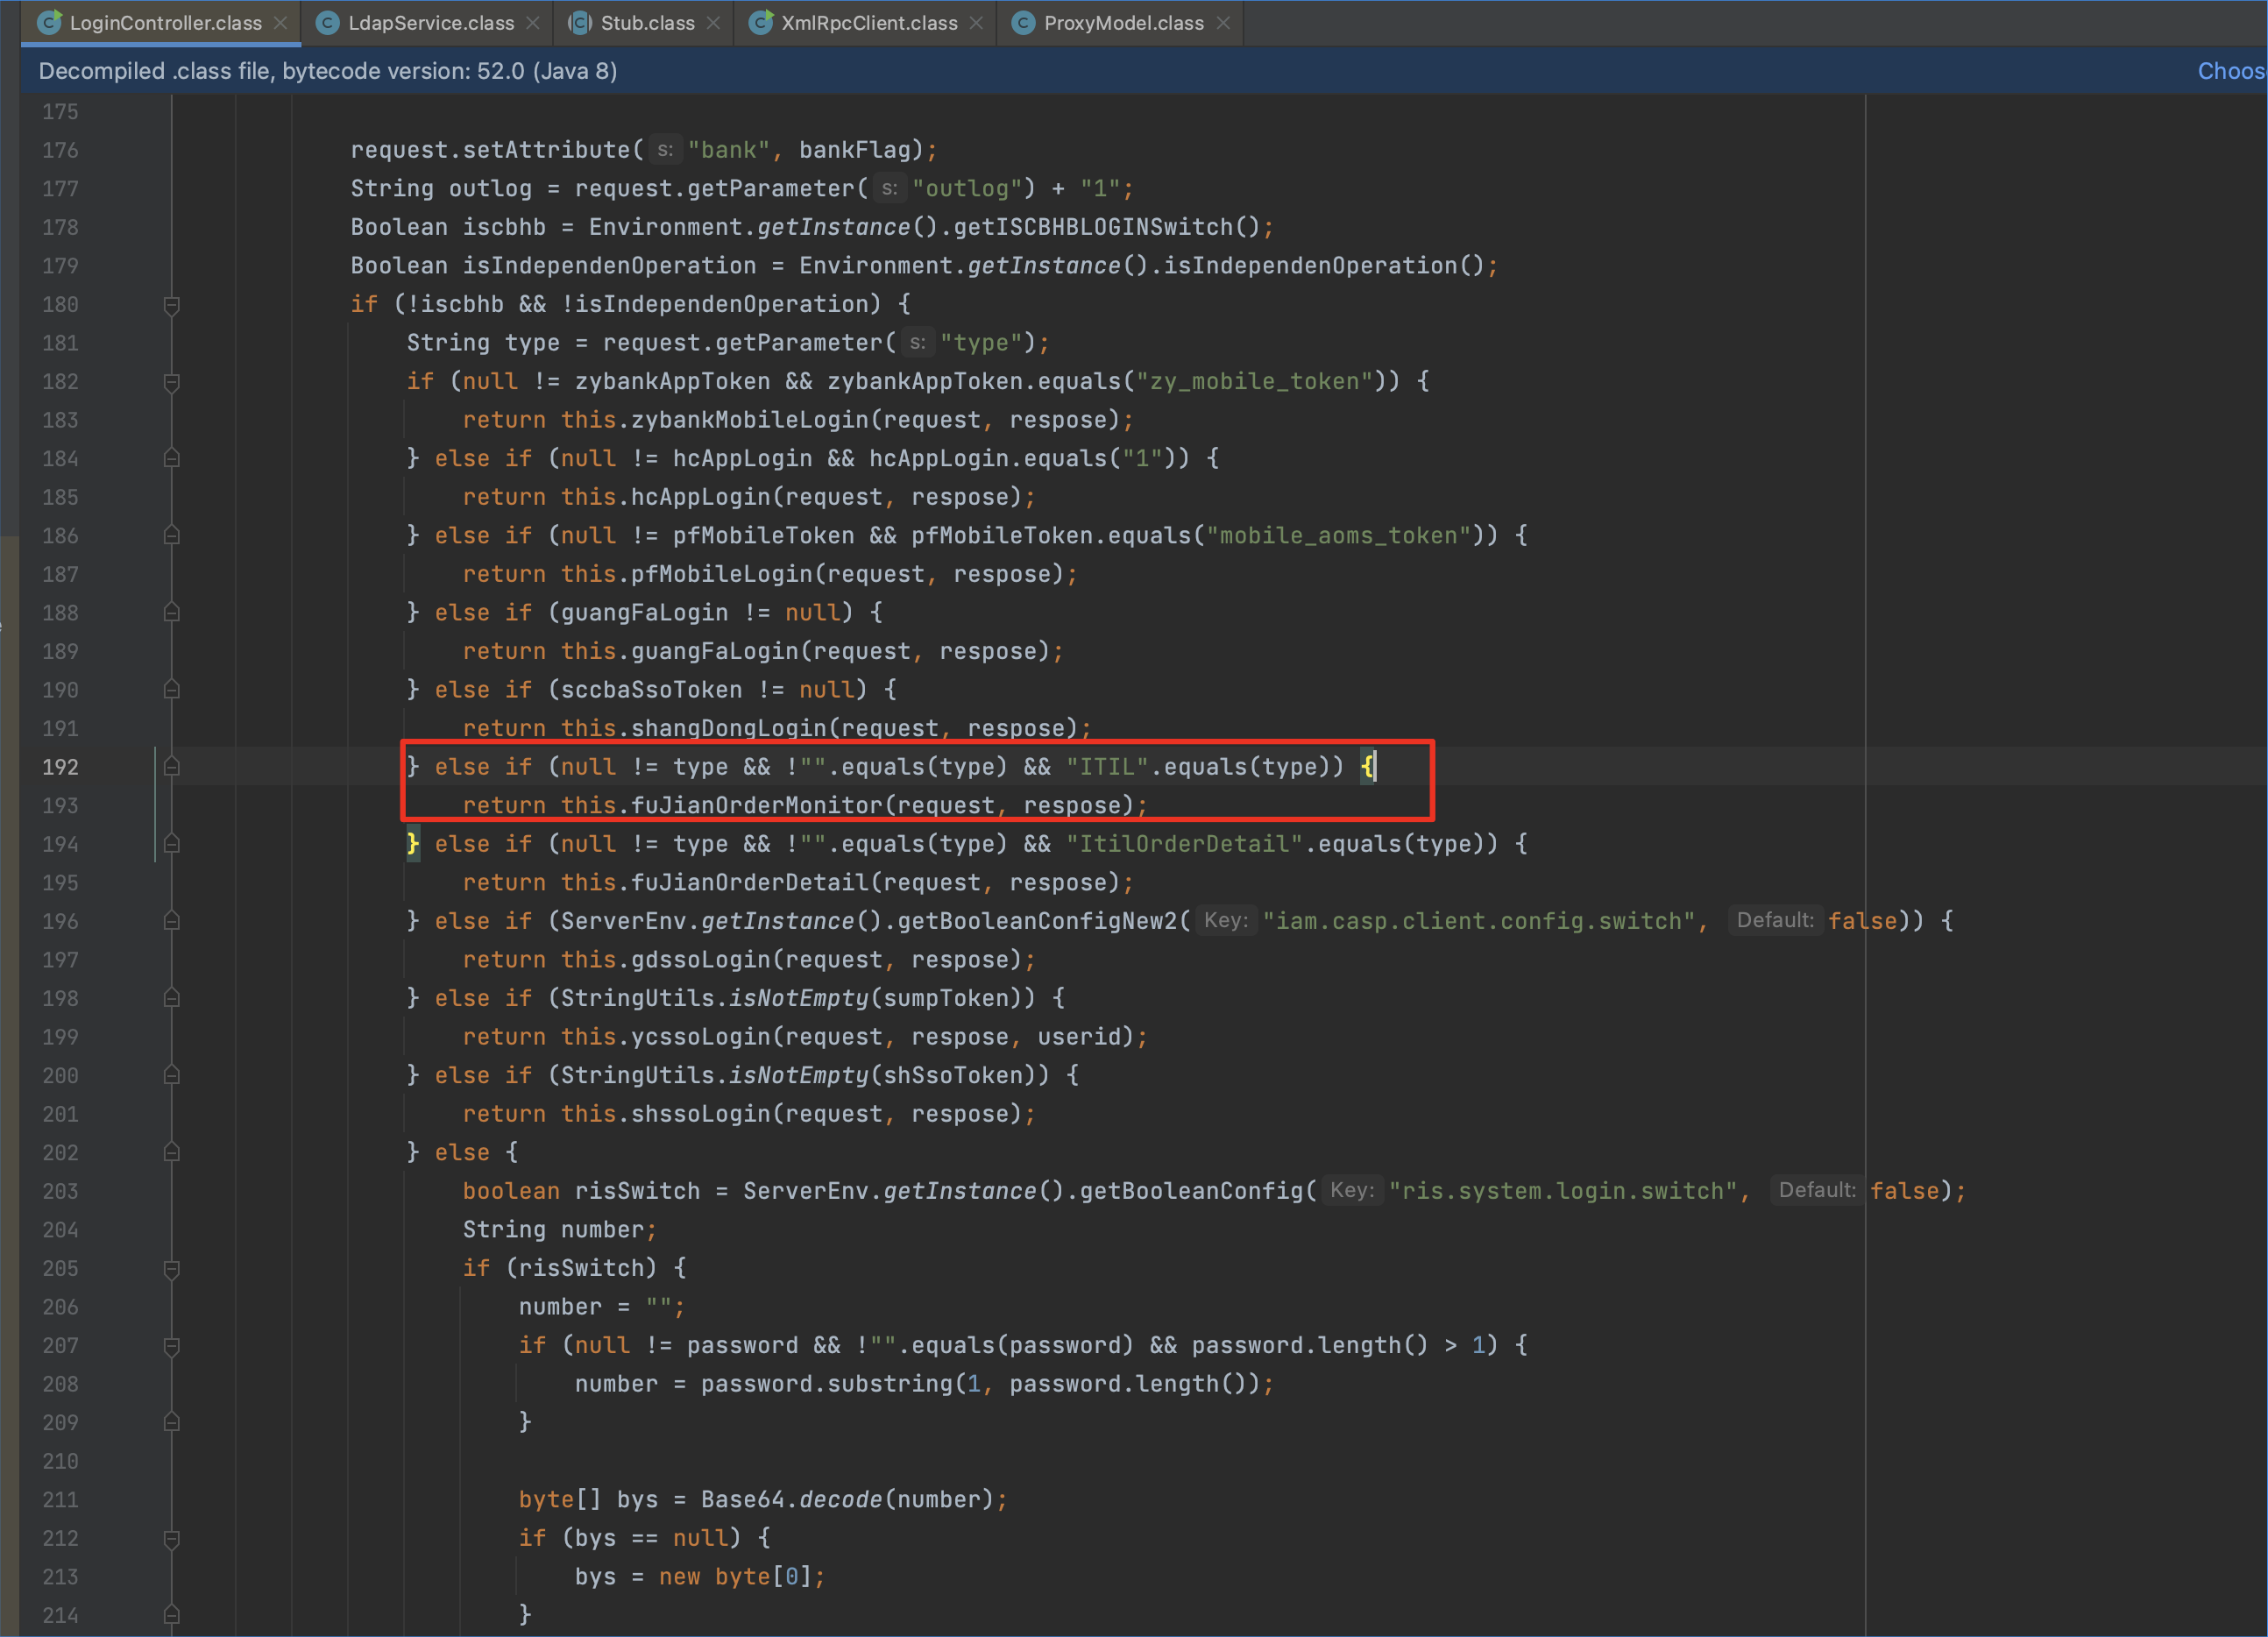 LoginController.class LdapService.class Stub.class XmlRpcClient.class ProxyModel.class
Decompiled .class file, bytecode version: 52.0 (Java 8) Choos
175
176 request.setAttribute( s: "bank", bankFlag);
177 String outlog = request.getParameter( s: "outlog") + "1";
178 Boolean iscbhb = Environment.getInstance().getISCBHBLOGINSwitch();
179 Boolean isIndependenOperation = Environment.getInstance().isIndependenOperation();
180 if (!iscbhb && !isIndependenOperation) {
181 String type = request.getParameter( s: "type");
182 if (null != zybankAppToken && zybankAppToken.equals("zy_mobile_token")) {
183 return this.zybankMobileLogin(request, respose);
184 } else if (null != hcAppLogin && hcAppLogin.equals("1")) {
185 return this.hcAppLogin(request, respose);
186 } else if (null != pfMobileToken && pfMobileToken.equals("mobile_aoms_token")) {
187 return this.pfMobileLogin(request, respose);
188 } else if (guangFaLogin != null) {
189 return this.guangFaLogin(request, respose);
190 } else if (sccbaSsoToken != null) {
191 return this.shangDongLogin(request, respose);
192 } else if (null != type && !"".equals(type) && "ITIL".equals(type)) {
193 return this.fuJianOrderMonitor(request, respose);
194 } else if (null != type && !"".equals(type) && "ItilOrderDetail".equals(type)) {
195 return this.fuJianOrderDetail(request, respose);
196 } else if (ServerEnv.getInstance().getBooleanConfigNew2( Key: "iam.casp.client.config.switch", Default: false)) {
197 return this.gdssoLogin(request, respose);
198 } else if (StringUtils.isNotEmpty(sumpToken)) {
199 return this.ycssoLogin(request, respose, userid);
200 } else if (StringUtils.isNotEmpty(shSsoToken)) {
201 return this.shssoLogin(request, respose);
202 } else {
203 boolean risSwitch = ServerEnv.getInstance().getBooleanConfig( Key: "ris.system.login.switch", Default: false);
204 String number;
205 if (risSwitch) {
206 number = "";
207 if (null != password && !"".equals(password) && password.length() > 1) {
208 number = password.substring(1, password.length());
209 }
210
211 byte[] bys = Base64.decode(number);
212 if (bys == null) {
213 bys = new byte[0];
214 }